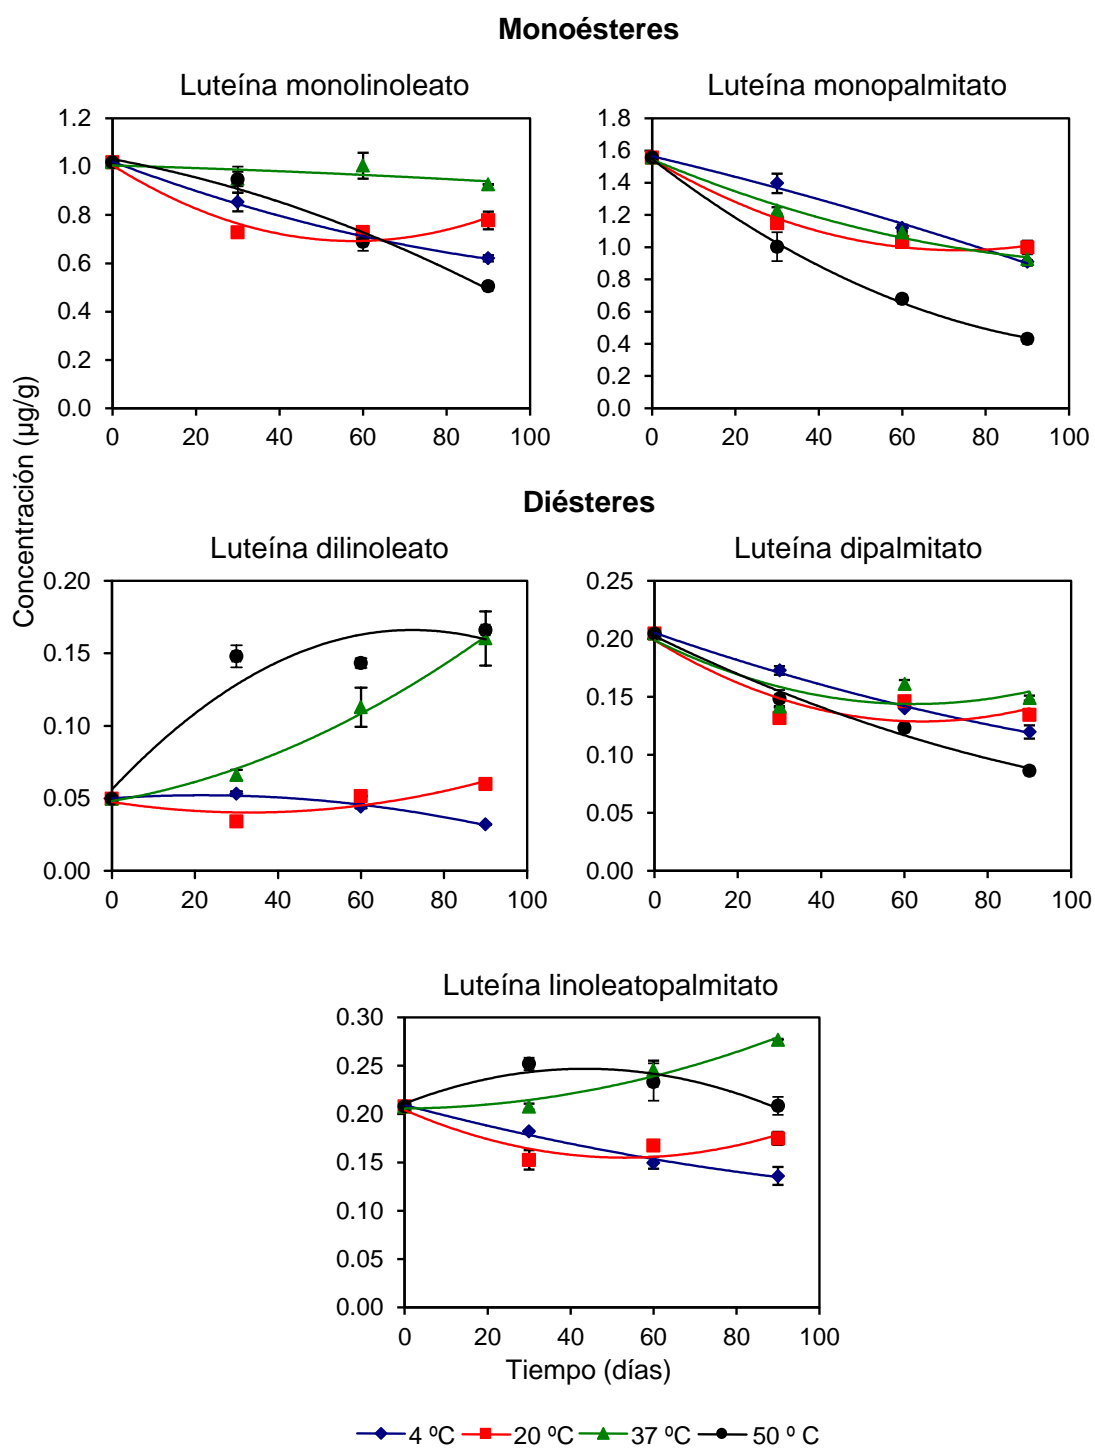 Monoésteres
Luteína monolinoleato
Luteína monopalmitato
1.2
1.0
0.8
0.6
0.4
0.2
0.0
0 20 40 60 80 100
1.8
1.6
1.4
1.2
1.0
0.8
0.6
0.4
0.2
0.0
0 20 40 60 80 100
Concentración (µg/g)
Diésteres
Luteína dilinoleato
Luteína dipalmitato
0.20
0.15
0.10
0.05
0.00
0 20 40 60 80 100
0.25
0.20
0.15
0.10
0.05
0.00
0 20 40 60 80 100
Luteína linoleatopalmitato
0.30
0.25
0.20
0.15
0.10
0.05
0.00
0 20 40 60 80 100
Tiempo (días)
4 ºC 20 ºC 37 ºC 50 º C